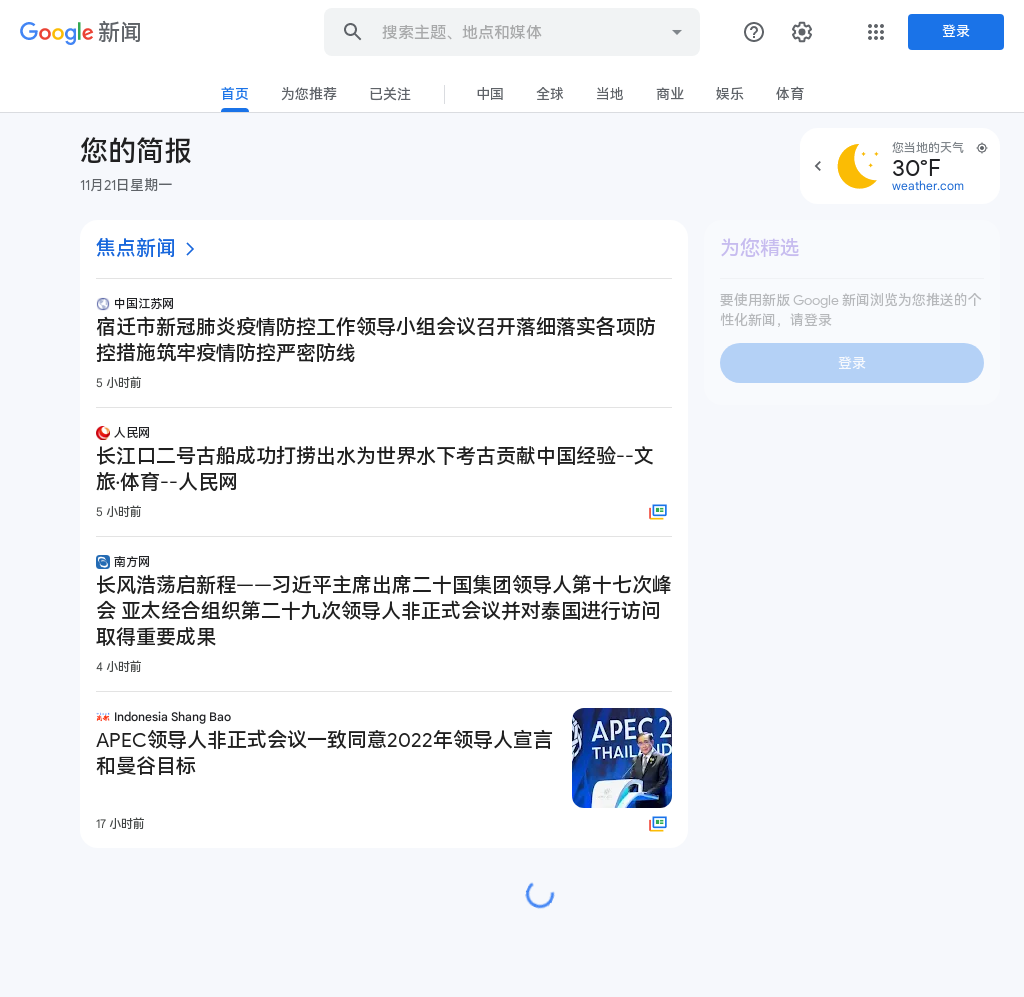 Google 新闻
搜索主题、地点和媒体
登录
首页
为您推荐
已关注
中国
全球
当地
商业
娱乐
体育
您的简报
11月21日星期一
您当地的天气
30°F
weather.com
焦点新闻
中国江苏网
宿迁市新冠肺炎疫情防控工作领导小组会议召开落细落实各项防
控措施筑牢疫情防控严密防线
5 小时前
人民网
长江口二号古船成功打捞出水为世界水下考古贡献中国经验--文
旅·体育--人民网
5 小时前
南方网
长风浩荡启新程——习近平主席出席二十国集团领导人第十七次峰
会 亚太经合组织第二十九次领导人非正式会议并对泰国进行访问
取得重要成果
4 小时前
Indonesia Shang Bao
APEC领导人非正式会议一致同意2022年领导人宣言
和曼谷目标
APEC 2
THAILAND
17 小时前
为您精选
要使用新版 Google 新闻浏览为您推送的个
性化新闻，请登录
登录